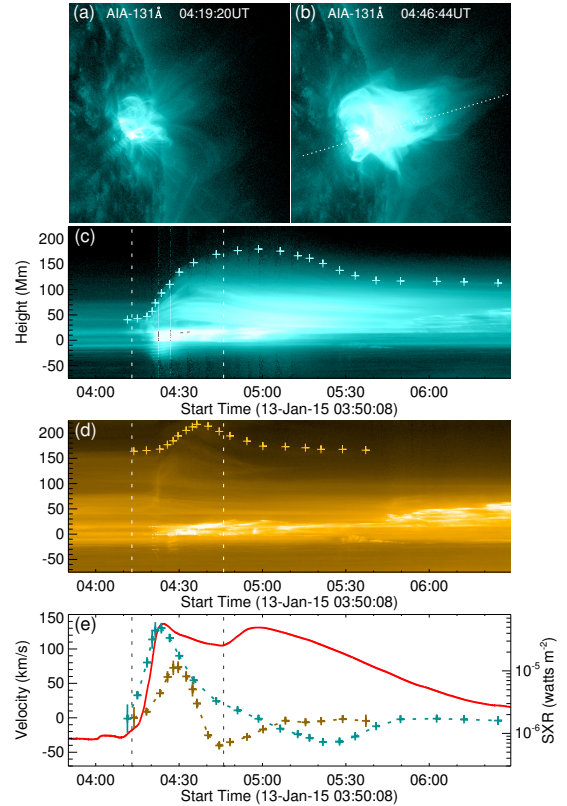 (a) AIA-131Å 04:19:20UT
(b) AIA-131Å 04:46:44UT
(c)
200
150
100
50
0
-50
Height (Mm)
04:00 04:30 05:00 05:30 06:00
Start Time (13-Jan-15 03:50:08)
(d)
200
150
100
50
0
-50
04:00 04:30 05:00 05:30 06:00
Start Time (13-Jan-15 03:50:08)
(e)
150
100
50
0
-50
Velocity (km/s)
10⁻⁵
10⁻⁶
SXR (watts m⁻²)
04:00 04:30 05:00 05:30 06:00
Start Time (13-Jan-15 03:50:08)